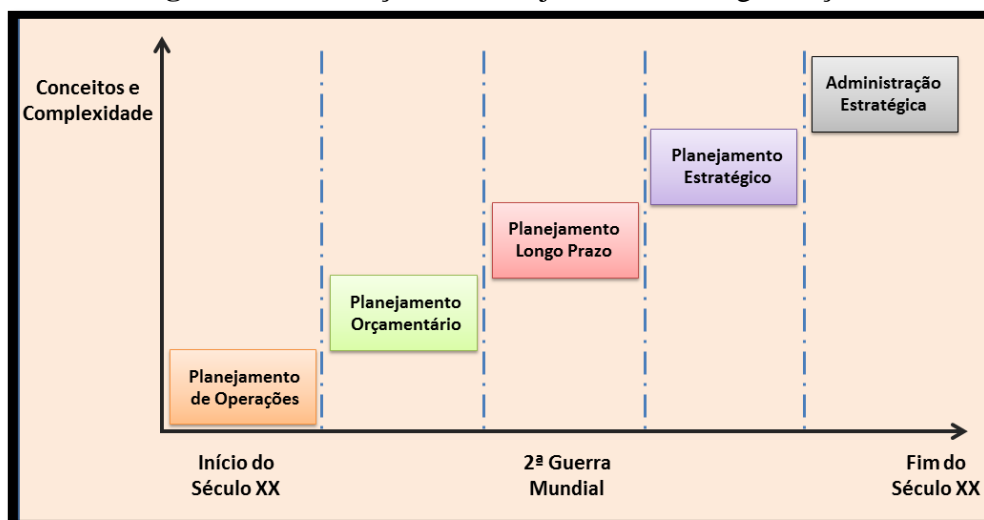 Conceitos e
Complexidade
Administração
Estratégica
Planejamento
Estratégico
Planejamento
Longo Prazo
Planejamento
Orçamentário
Planejamento
de Operações
Início do
Século XX
2ª Guerra
Mundial
Fim do
Século XX